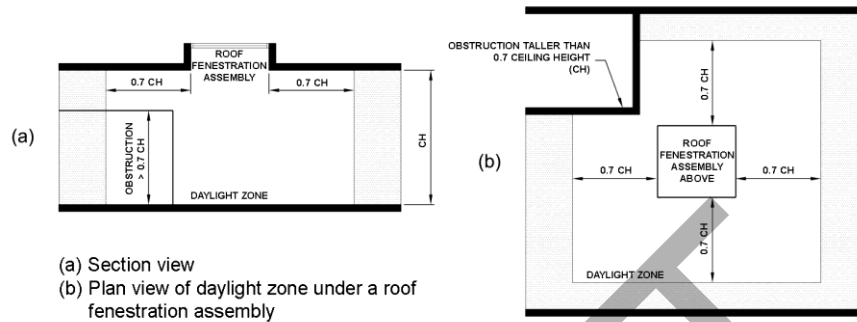 ROOF
FENESTRATION
ASSEMBLY
0.7 CH
0.7 CH
(a)
OBSTRUCTION
> 0.7 CH
CH
DAYLIGHT ZONE
(a) Section view
(b) Plan view of daylight zone under a roof
fenestration assembly
OBSTRUCTION TALLER THAN
0.7 CEILING HEIGHT
(CH)
0.7 CH
(b)
ROOF
FENESTRATION
ASSEMBLY
ABOVE
0.7 CH
0.7 CH
0.7 CH
DAYLIGHT ZONE